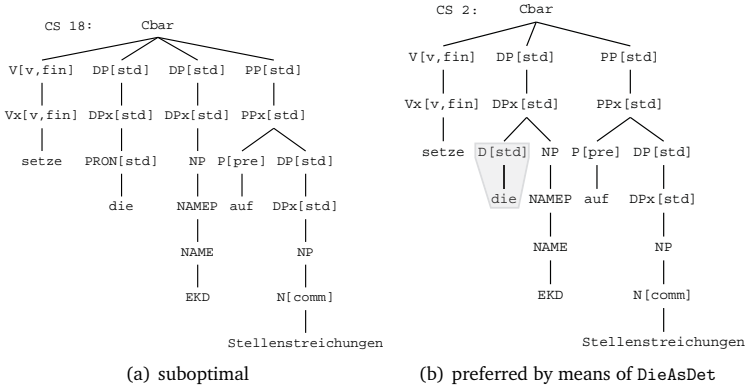 CS 18: Cbar
V[v,fin] DP[std] DP[std] PP[std]
Vx[v,fin] DPx[std] DPx[std] PPx[std]
setze PRON[std] NP P[pre] DP[std]
die NAMEP auf DPx[std]
NAME NP
EKD N[comm]
Stellenstreichungen
(a) suboptimal
CS 2: Cbar
V[v,fin] DP[std] PP[std]
Vx[v,fin] DPx[std] PPx[std]
setze D[std] NP P[pre] DP[std]
die NAMEP auf DPx[std]
NAME NP
EKD N[comm]
Stellenstreichungen
(b) preferred by means of DieAsDet